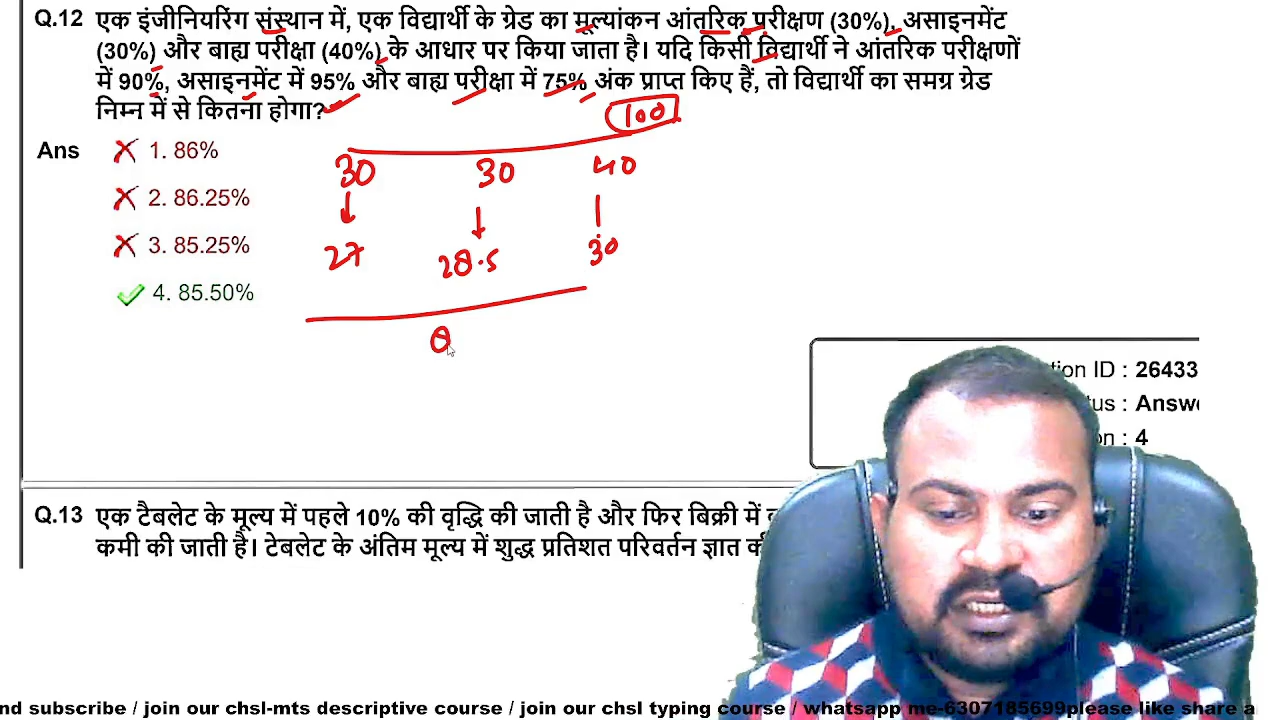 Q.12 एक इंजीनियरिंग संस्थान में, एक विद्यार्थी के ग्रेड का मूल्यांकन आंतरिक परीक्षण (30%), असाइनमेंट
(30%) और बाह्य परीक्षा (40%) के आधार पर किया जाता है। यदि किसी विद्यार्थी ने आंतरिक परीक्षणों
में 90%, असाइनमेंट में 95% और बाह्य परीक्षा में 75% अंक प्राप्त किए हैं, तो विद्यार्थी का समग्र ग्रेड
निम्न में से कितना होगा?
100
Ans 1. 86%
30 30 40
2. 86.25%
3. 85.25%
27 28.5 30
4. 85.50%
tion ID : 26433
tus : Answ
on : 4
Q.13 एक टैबलेट के मूल्य में पहले 10% की वृद्धि की जाती है और फिर बिक्री में
कमी की जाती है। टेबलेट के अंतिम मूल्य में शुद्ध प्रतिशत परिवर्तन ज्ञात की
nd subscribe / join our chsl-mts descriptive course / join our chsl typing course / whatsapp me-6307185699please like share a